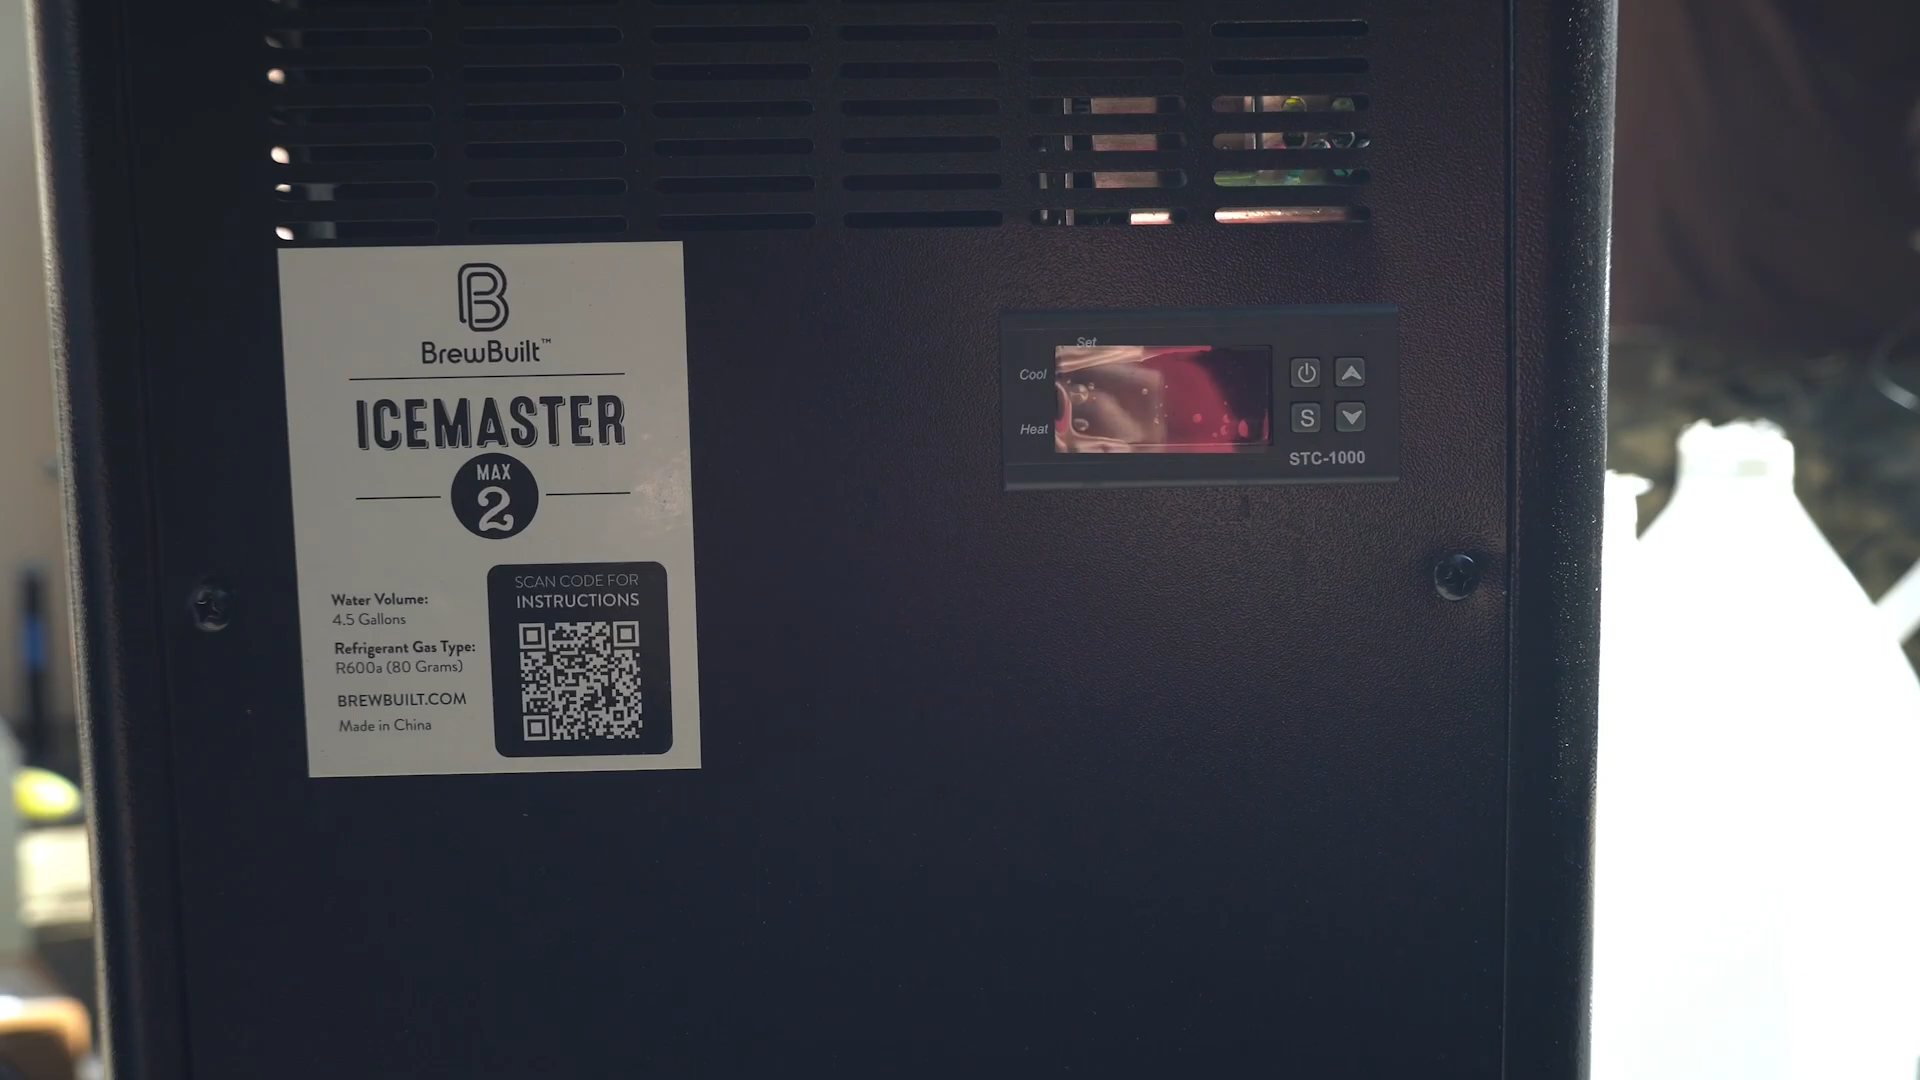 BrewBuilt™
ICEMASTER
MAX
2
SCAN CODE FOR
INSTRUCTIONS
Water Volume:
4.5 Gallons
Refrigerant Gas Type:
R600a (80 Grams)
BREWBUILT.COM
Made in China
Set
Cool
Heat
S
STC-1000